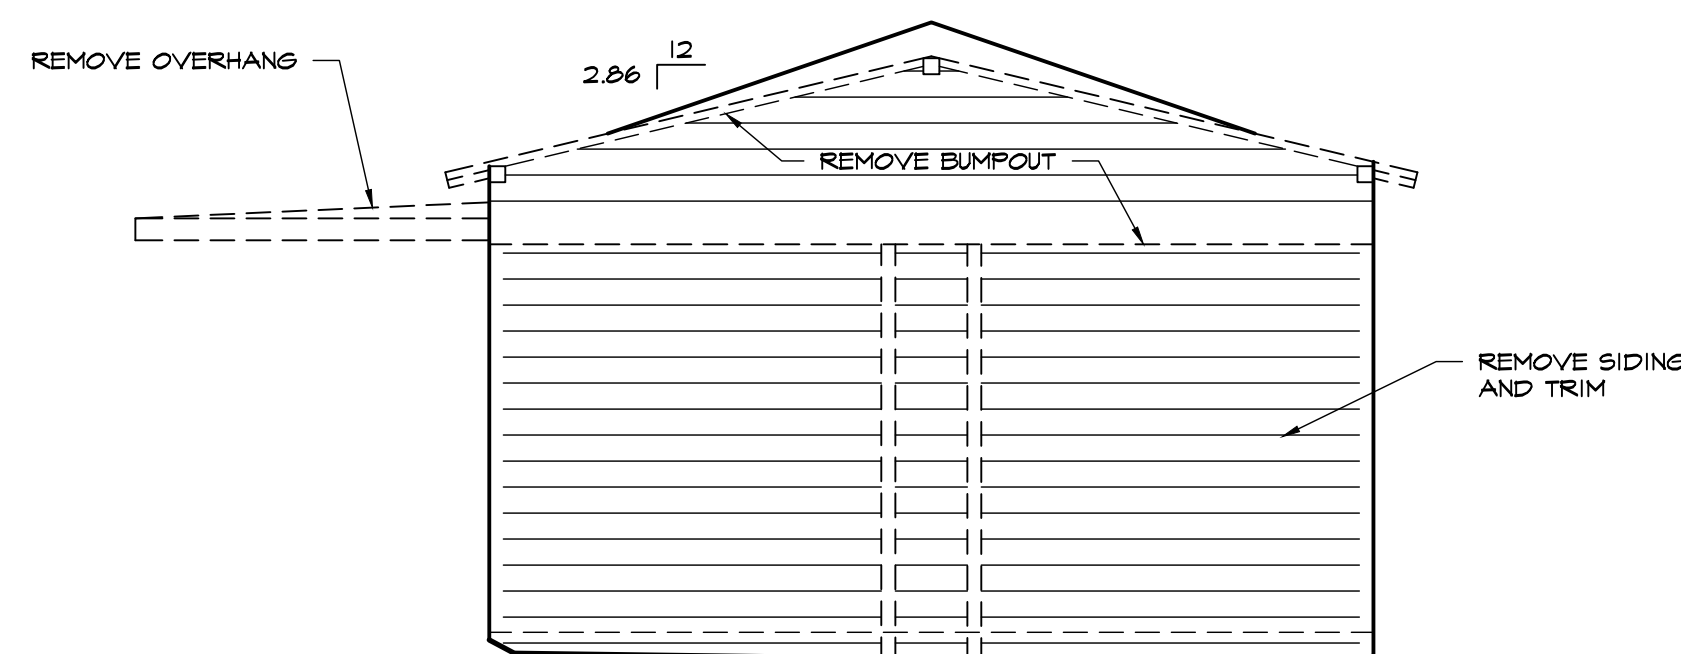 REMOVE OVERHANG
12
2.86
REMOVE BUMPOUT
REMOVE SIDING
AND TRIM